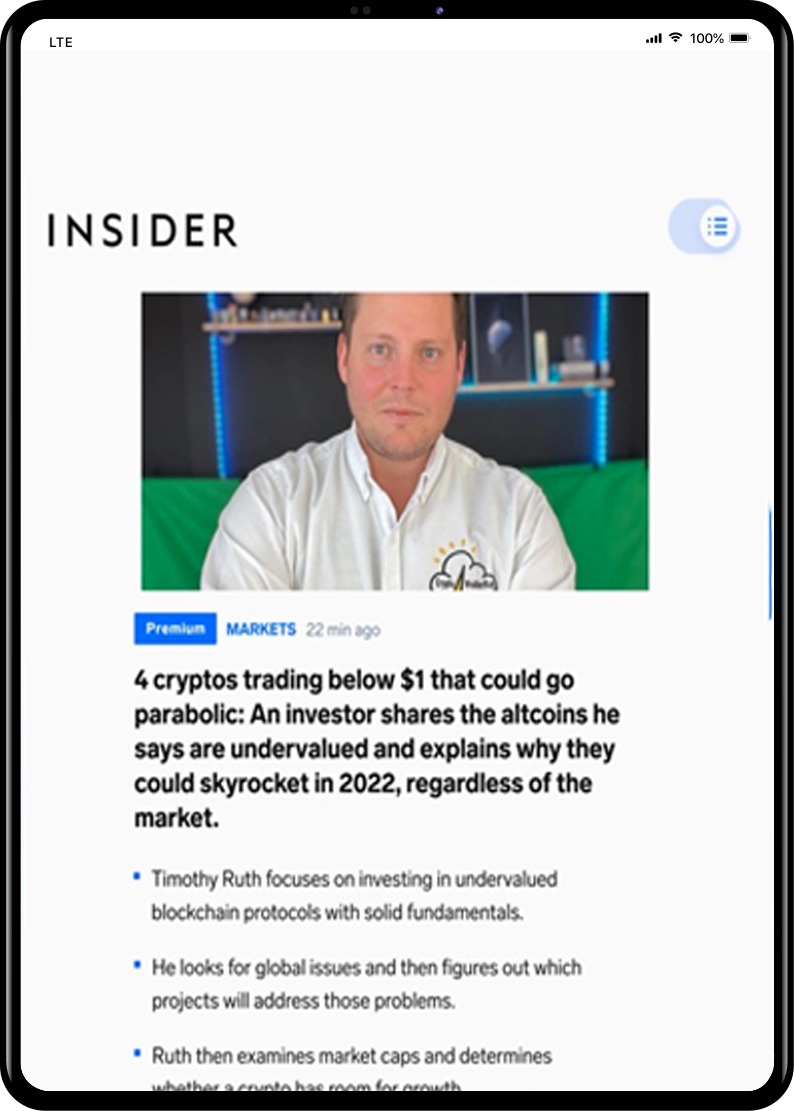 LTE
100%
INSIDER
Premium MARKETS 22 min ago
4 cryptos trading below $1 that could go
parabolic: An investor shares the altcoins he
says are undervalued and explains why they
could skyrocket in 2022, regardless of the
market.
Timothy Ruth focuses on investing in undervalued
blockchain protocols with solid fundamentals.
He looks for global issues and then figures out which
projects will address those problems.
Ruth then examines market caps and determines
whether a crypto has room for growth